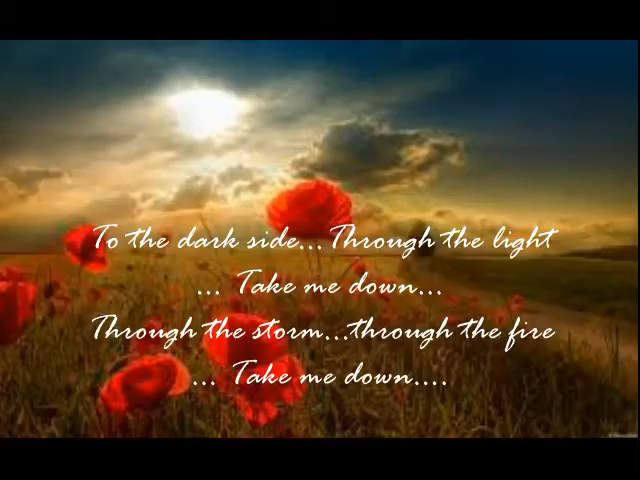 To the dark side...Through the light
... Take me down...
Through the storm...through the fire
... Take me down....